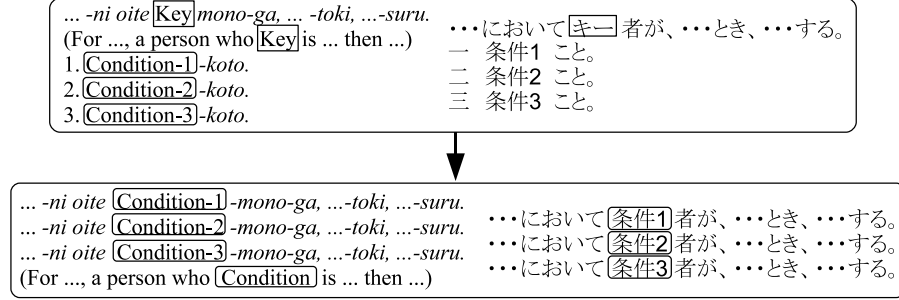 ... -ni oite Key mono-ga, ... -toki, ...-suru.
(For ..., a person who Key is ... then ...)
1. Condition-1 -koto.
2. Condition-2 -koto.
3. Condition-3 -koto.
・・・において キー 者が、・・・とき、・・・する。
一 条件1 こと。
二 条件2 こと。
三 条件3 こと。
... -ni oite Condition-1 -mono-ga, ...-toki, ...-suru.
... -ni oite Condition-2 -mono-ga, ...-toki, ...-suru.
... -ni oite Condition-3 -mono-ga, ...-toki, ...-suru.
(For ..., a person who Condition is ... then ...)
・・・において 条件1 者が、・・・とき、・・・する。
・・・において 条件2 者が、・・・とき、・・・する。
・・・において 条件3 者が、・・・とき、・・・する。